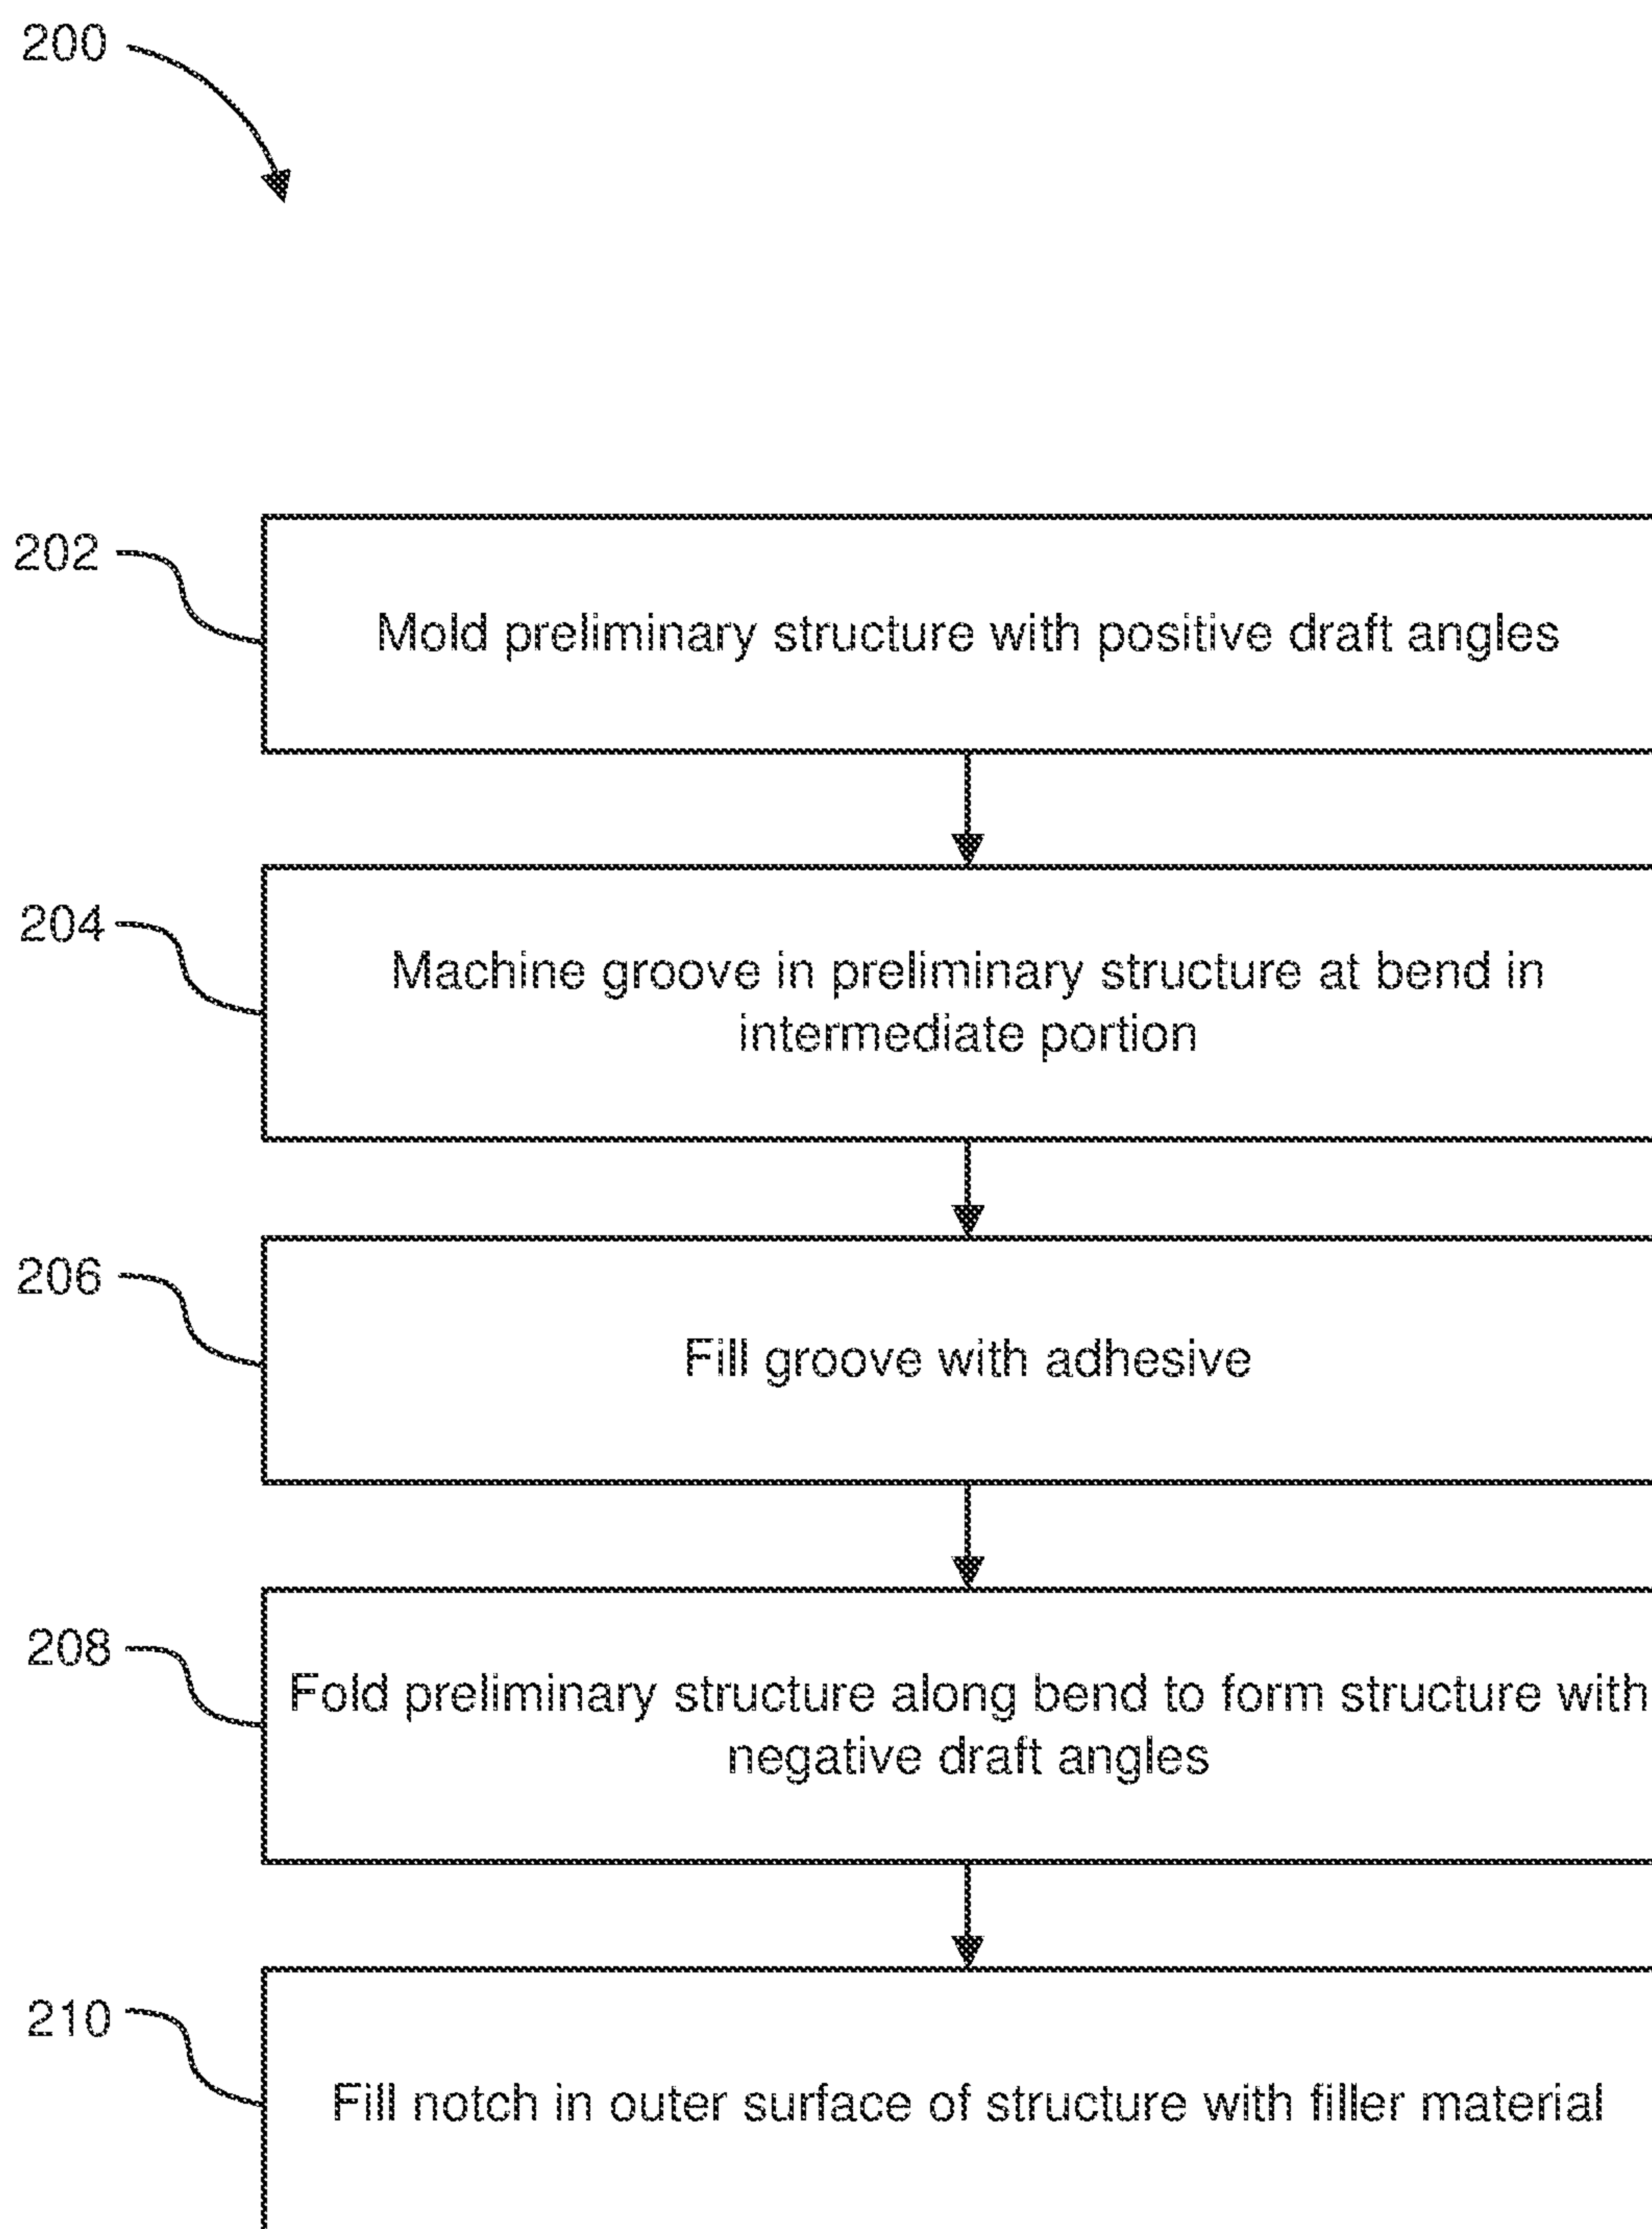 200
202
Mold preliminary structure with positive draft angles
204
Machine groove in preliminary structure at bend in
intermediate portion
206
Fill groove with adhesive
208
Fold preliminary structure along bend to form structure with
negative draft angles
210
Fill notch in outer surface of structure with filler material